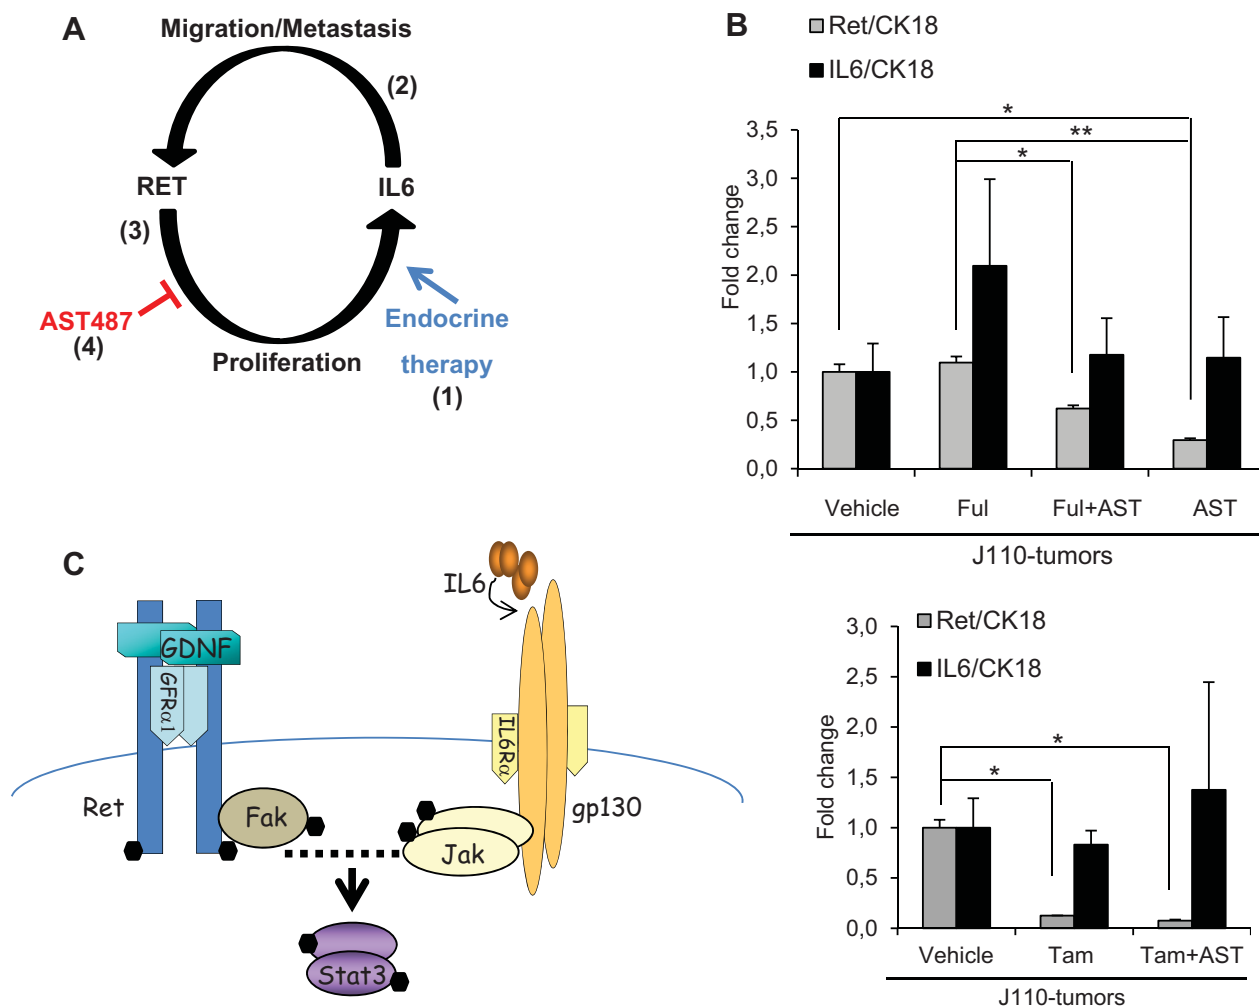 A
Migration/Metastasis
(2)
RET
IL6
(3)
AST487
(4)
Proliferation
Endocrine
therapy
(1)
B
Ret/CK18
IL6/CK18
Fold change
3,5
3,0
2,5
2,0
1,5
1,0
0,5
0,0
*
**
*
Vehicle
Ful
Ful+AST
AST
J110-tumors
Ret/CK18
IL6/CK18
Fold change
3,0
2,5
2,0
1,5
1,0
0,5
0,0
*
*
Vehicle
Tam
Tam+AST
J110-tumors
C
IL6
GDNF
GFRα1
IL6Rα
Ret
Fak
gp130
Jak
Stat3